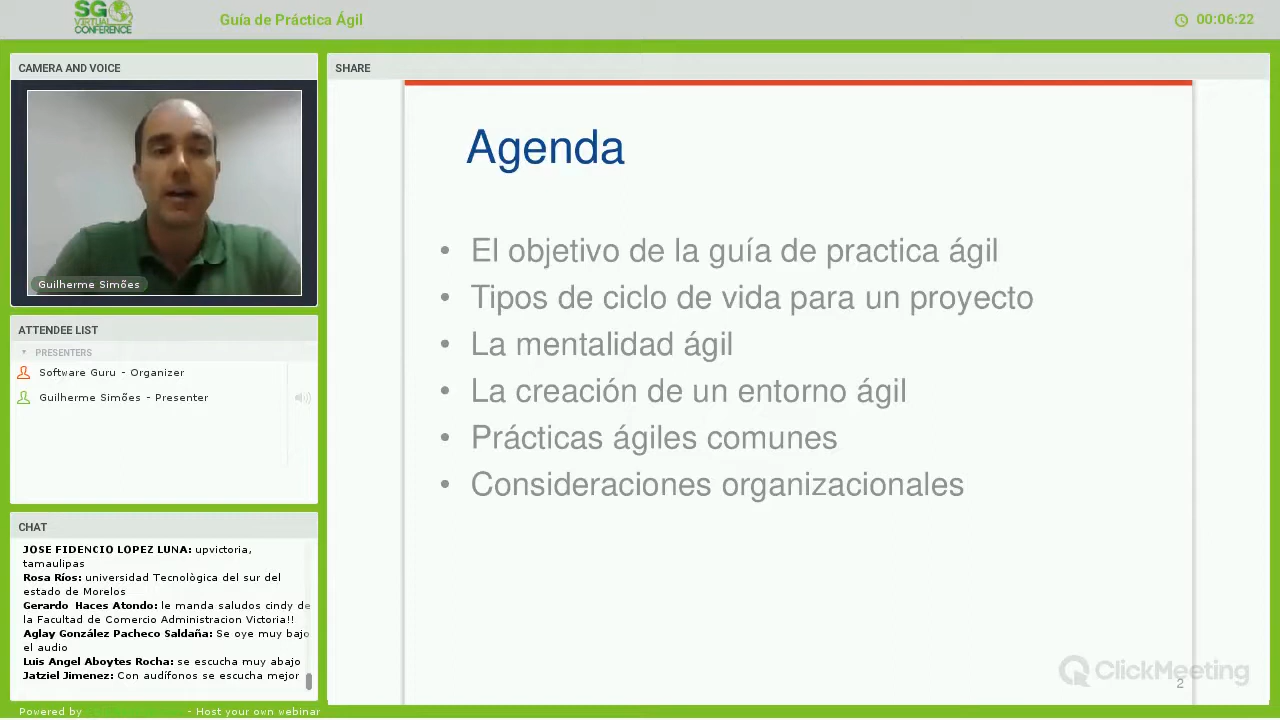 SG
VIRTUAL
CONFERENCE
Guía de Práctica Ágil
00:06:22
CAMERA AND VOICE
Guilherme Simões
ATTENDEE LIST
PRESENTERS
Software Guru - Organizer
Guilherme Simões - Presenter
CHAT
JOSE FIDENCIO LOPEZ LUNA: upvictoria,
tamaulipas
Rosa Ríos: universidad Tecnològica del sur del
estado de Morelos
Gerardo Haces Atondo: le manda saludos cindy de
la Facultad de Comercio Administracion Victoria!!
Aglay González Pacheco Saldaña: Se oye muy bajo
el audio
Luis Angel Aboytes Rocha: se escucha muy abajo
Jatziel Jimenez: Con audífonos se escucha mejor
Powered by - Host your own webinar
SHARE
Agenda
• El objetivo de la guía de practica ágil
• Tipos de ciclo de vida para un proyecto
• La mentalidad ágil
• La creación de un entorno ágil
• Prácticas ágiles comunes
• Consideraciones organizacionales
ClickMeeting
2